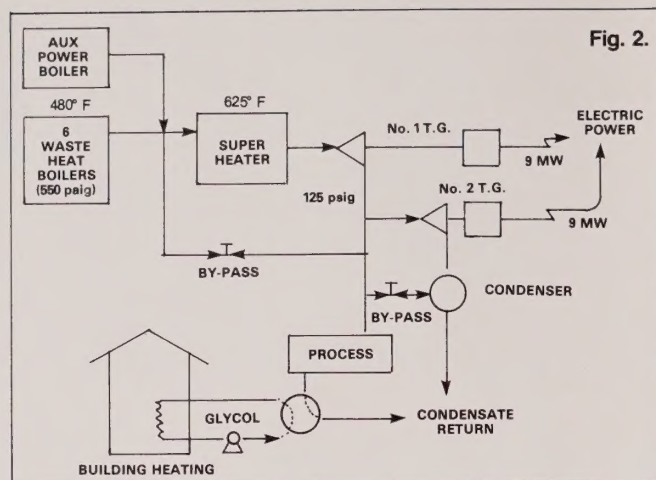 Fig. 2.
AUX
POWER
BOILER
480° F
6
WASTE
HEAT
BOILERS
(550 paig)
625° F
SUPER
HEATER
No. 1 T.G.
9 MW
ELECTRIC
POWER
125 psig
No. 2 T.G.
9 MW
BY-PASS
BY-PASS
CONDENSER
PROCESS
GLYCOL
CONDENSATE
RETURN
BUILDING HEATING